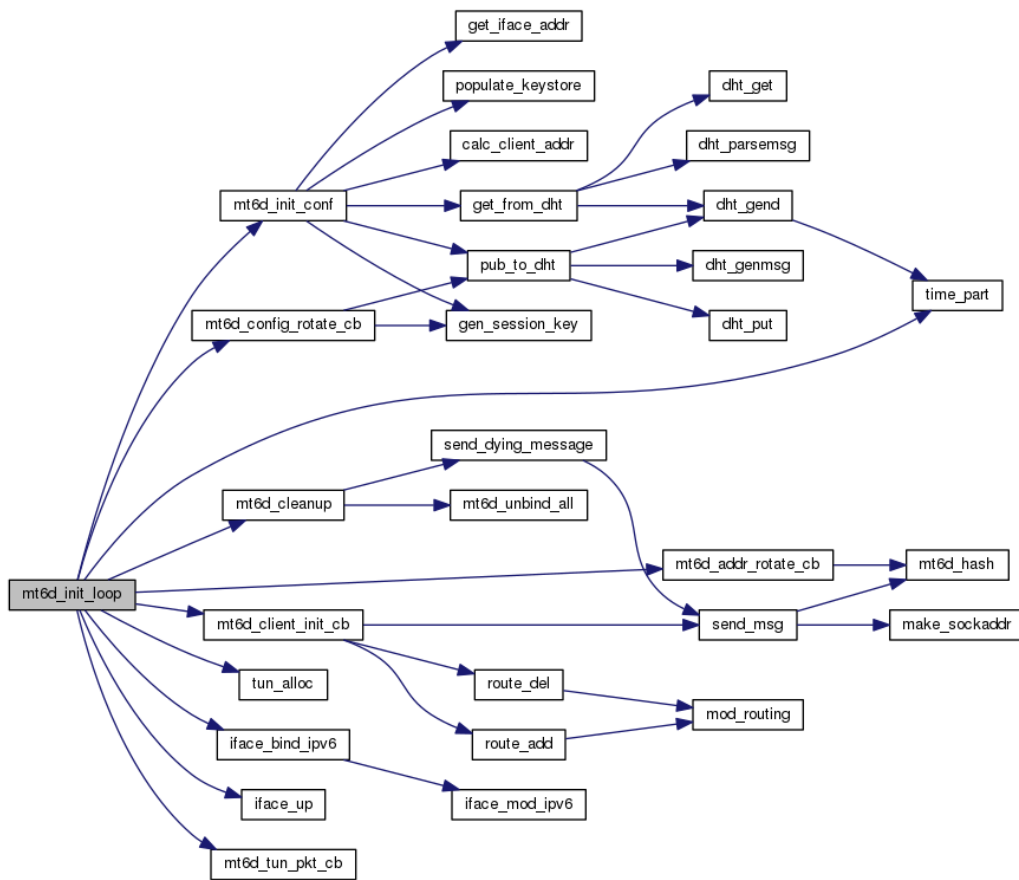 get_iface_addr
populate_keystore
dht_get
calc_client_addr
dht_parsemsg
mt6d_init_conf
get_from_dht
dht_gend
pub_to_dht
dht_genmsg
time_part
mt6d_config_rotate_cb
gen_session_key
dht_put
send_dying_message
mt6d_cleanup
mt6d_unbind_all
mt6d_addr_rotate_cb
mt6d_hash
mt6d_init_loop
mt6d_client_init_cb
send_msg
make_sockaddr
tun_alloc
route_del
mod_routing
iface_bind_ipv6
route_add
iface_up
iface_mod_ipv6
mt6d_tun_pkt_cb